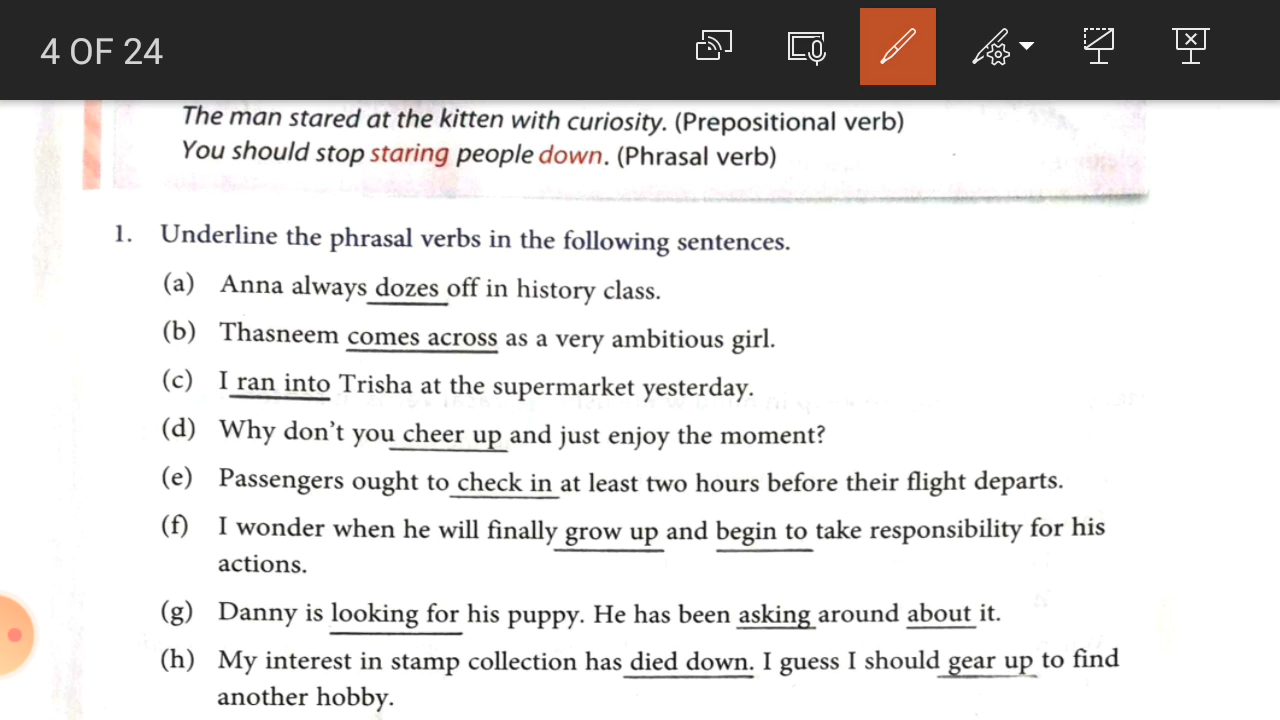 4 OF 24
The man stared at the kitten with curiosity. (Prepositional verb)
You should stop staring people down. (Phrasal verb)
1. Underline the phrasal verbs in the following sentences.
(a) Anna always dozes off in history class.
(b) Thasneem comes across as a very ambitious girl.
(c) I ran into Trisha at the supermarket yesterday.
(d) Why don't you cheer up and just enjoy the moment?
(e) Passengers ought to check in at least two hours before their flight departs.
(f) I wonder when he will finally grow up and begin to take responsibility for his
actions.
(g) Danny is looking for his puppy. He has been asking around about it.
(h) My interest in stamp collection has died down. I guess I should gear up to find
another hobby.